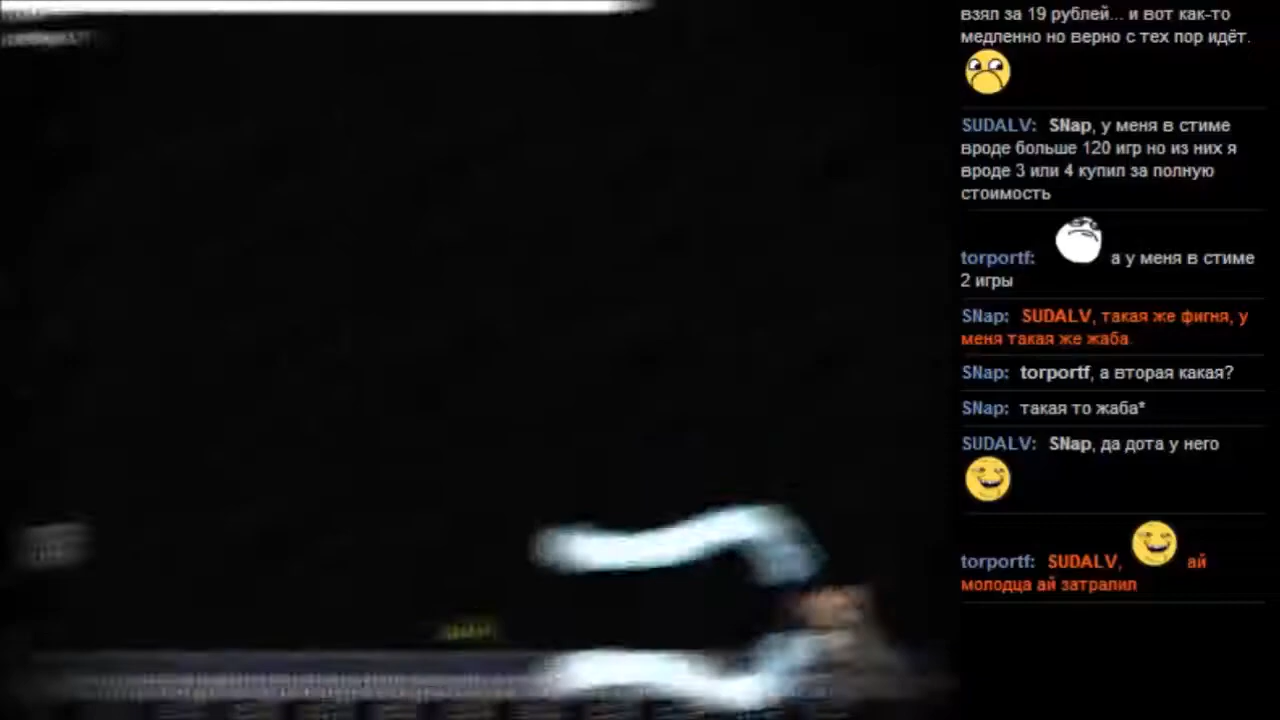 взял за 19 рублей... и вот как-то
медленно но верно с тех пор идёт.
SUDALV: SNap, у меня в стиме
вроде больше 120 игр но из них я
вроде 3 или 4 купил за полную
стоимость
torportf: а у меня в стиме
2 игры
SNap: SUDALV, такая же фигня, у
меня такая же жаба
SNap: torportf, а вторая какая?
SNap: такая то жаба*
SUDALV: SNap, да дота у него
torportf: SUDALV, ай
молодца ай затралил